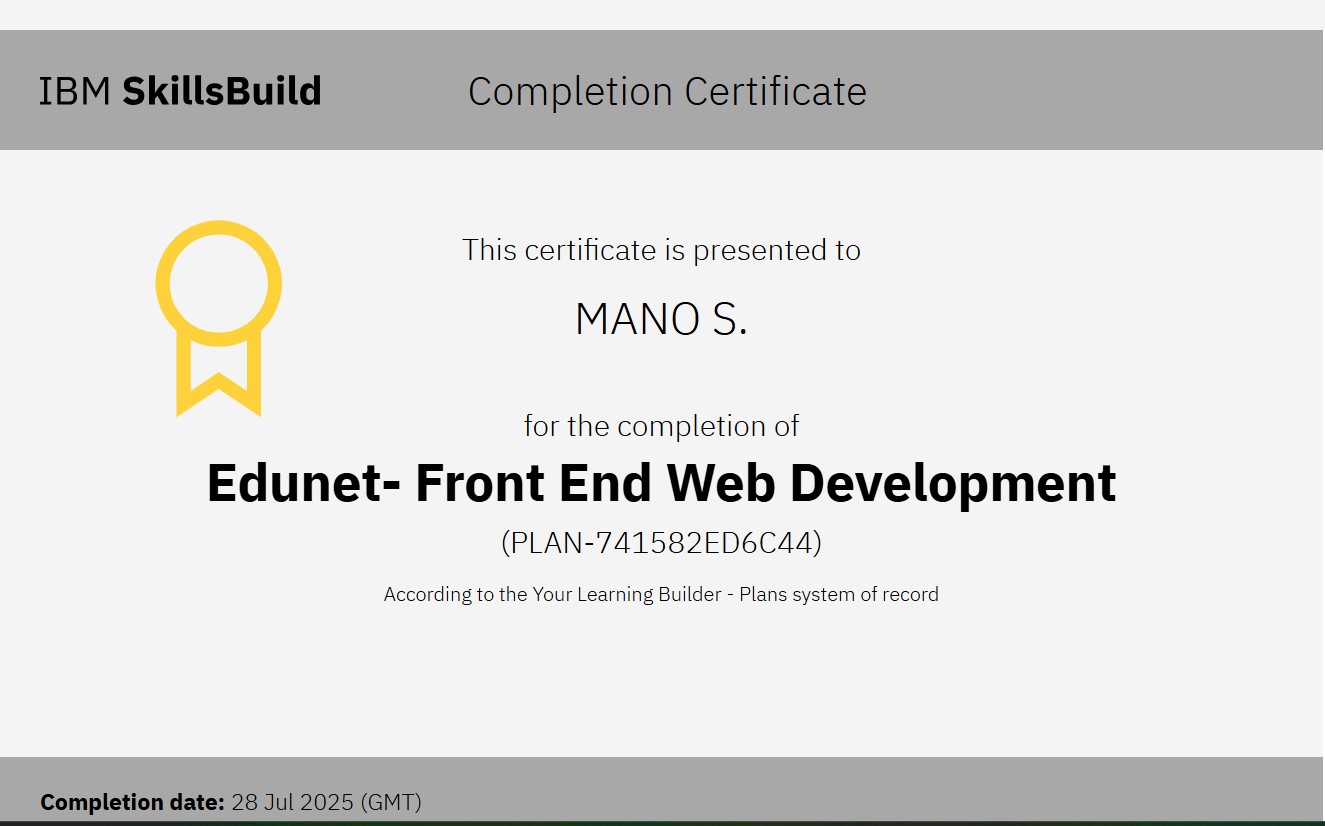 IBM SkillsBuild
Completion Certificate
This certificate is presented to
MANO S.
for the completion of
Edunet- Front End Web Development
(PLAN-741582ED6C44)
According to the Your Learning Builder - Plans system of record
Completion date: 28 Jul 2025 (GMT)